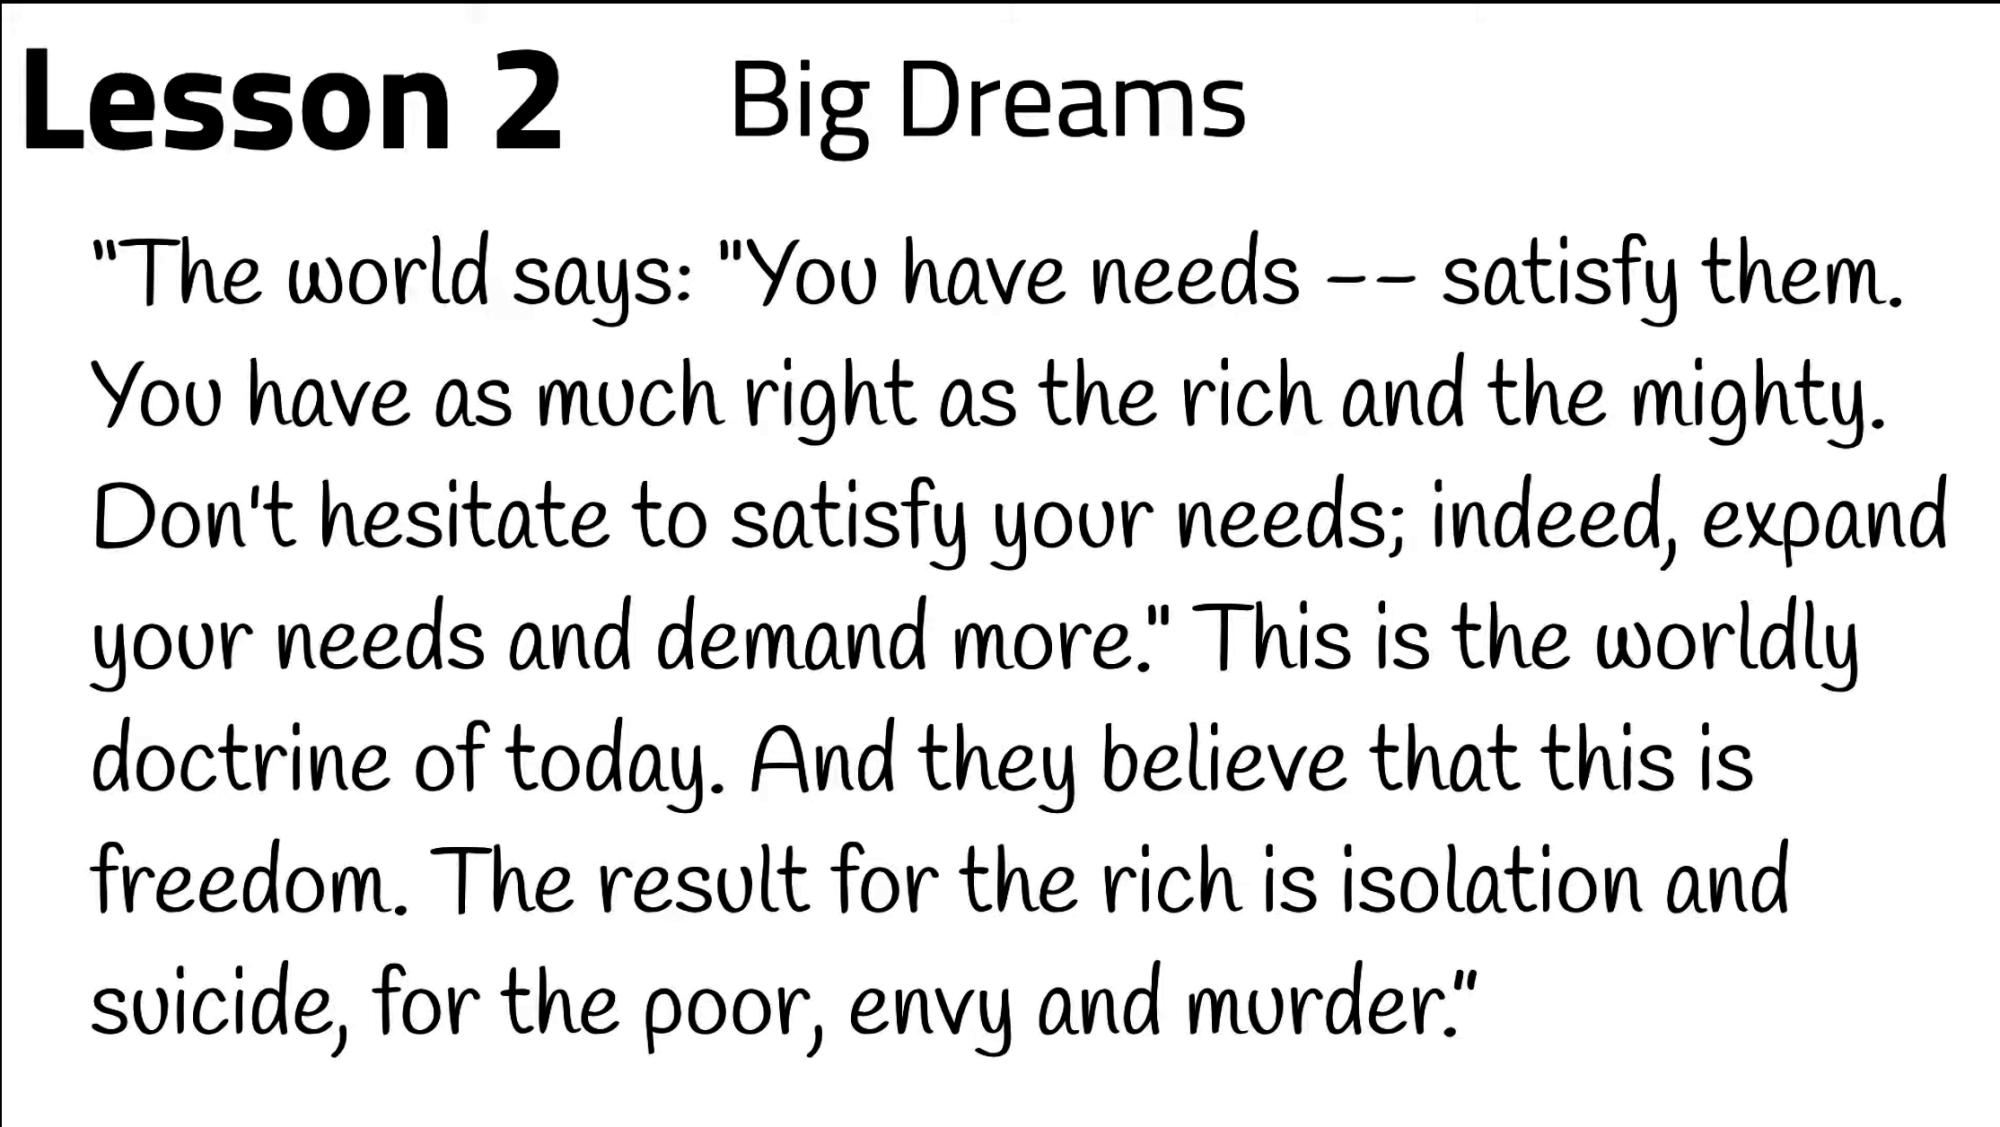 Lesson 2 Big Dreams
"The world says: "You have needs -- satisfy them.
You have as much right as the rich and the mighty.
Don't hesitate to satisfy your needs; indeed, expand
your needs and demand more." This is the worldly
doctrine of today. And they believe that this is
freedom. The result for the rich is isolation and
suicide, for the poor, envy and murder."